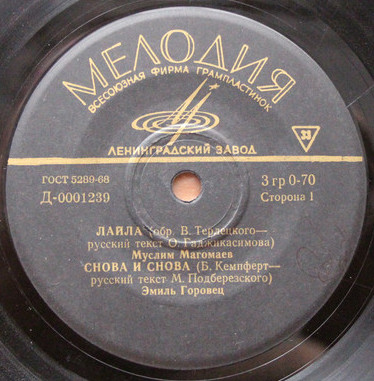 МЕЛОДИЯ
ВСЕСОЮЗНАЯ ФИРМА ГРАМПЛАСТИНОК
33
ЛЕНИНГРАДСКИЙ ЗАВОД
ГОСТ 5289-68
3 гр 0-70
Д-0001239
Сторона 1
ЛАЙЛА (обр. В. Терлецкого—
русский текст О. Гаджикасимова)
Муслим Магомаев
СНОВА И СНОВА (Б. Кемпферт—
русский текст М. Подберезского)
Эмиль Горовец